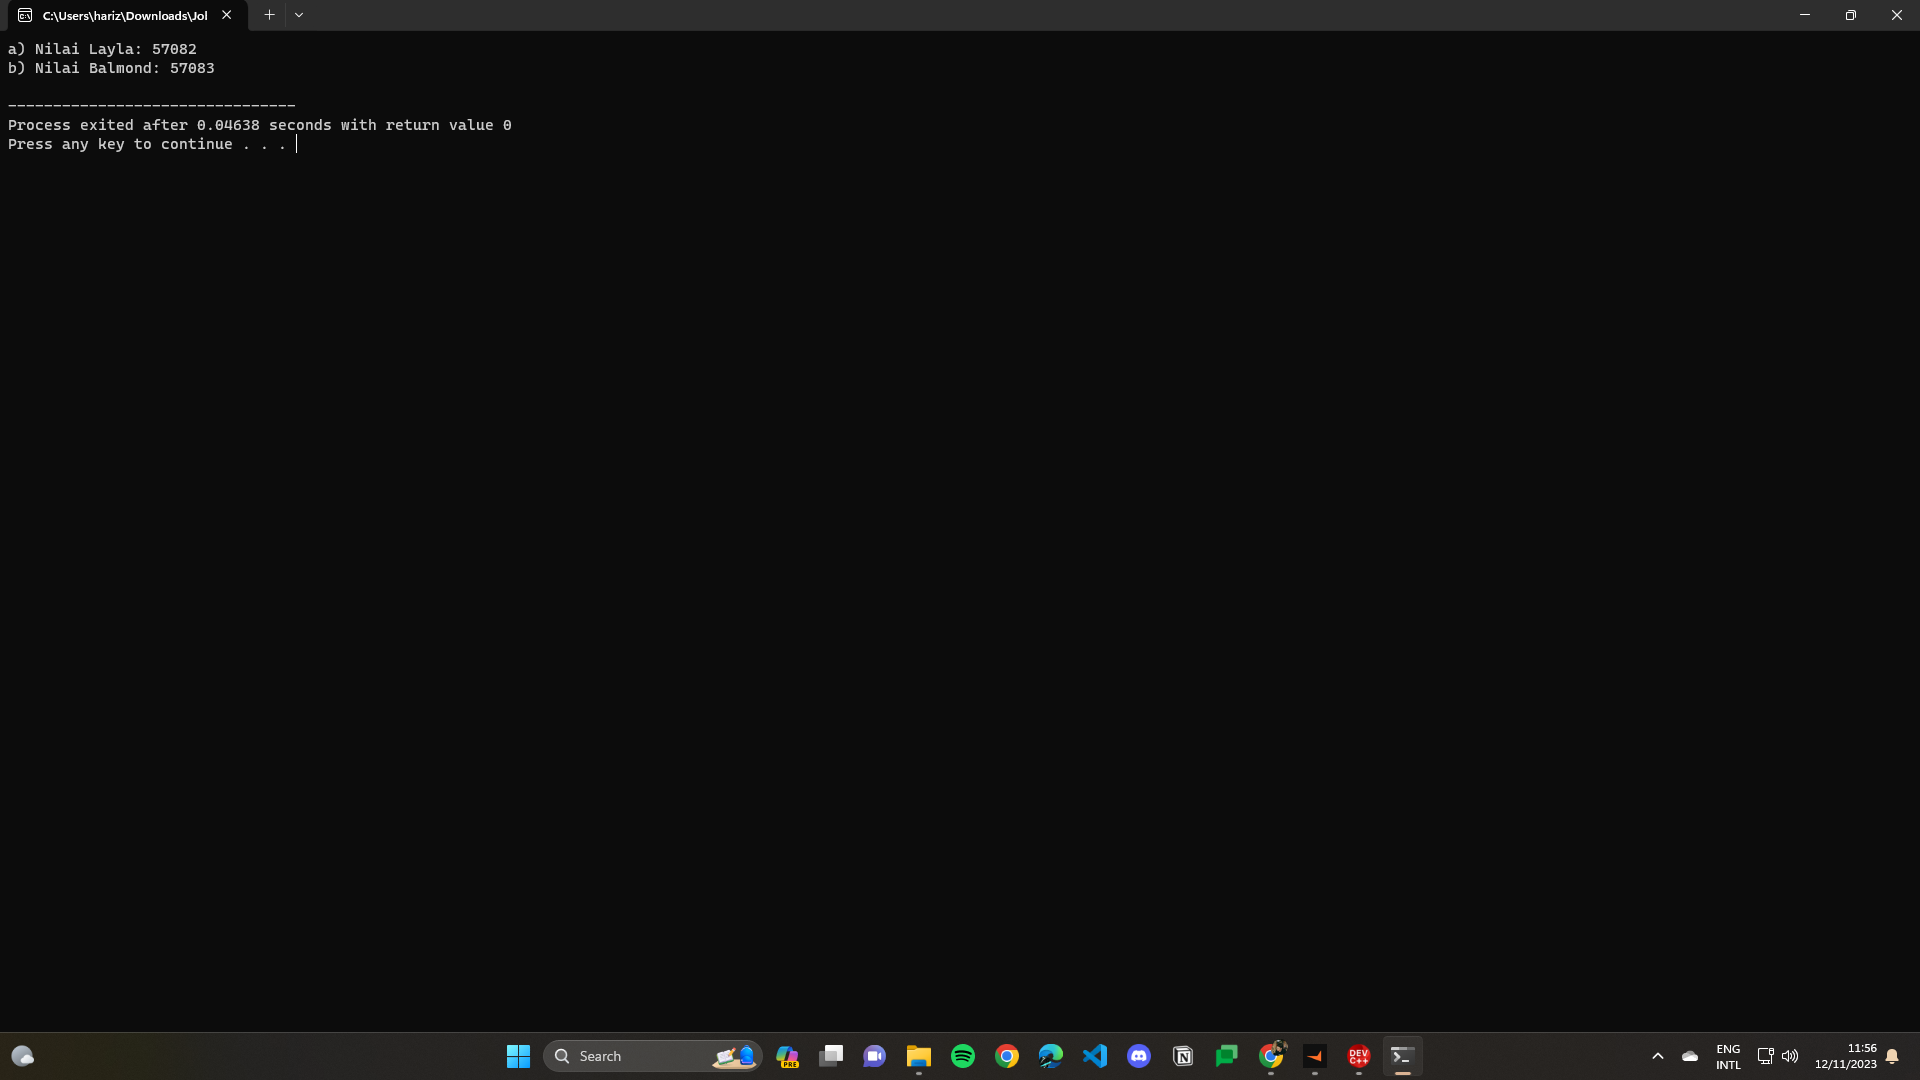 C:\Users\hariz\Downloads\Jol
a) Nilai Layla: 57082
b) Nilai Balmond: 57083
--------------------------------
Process exited after 0.04638 seconds with return value 0
Press any key to continue . . .
Search
PRE
DEV
C++
ENG
INTL
11:56
12/11/2023